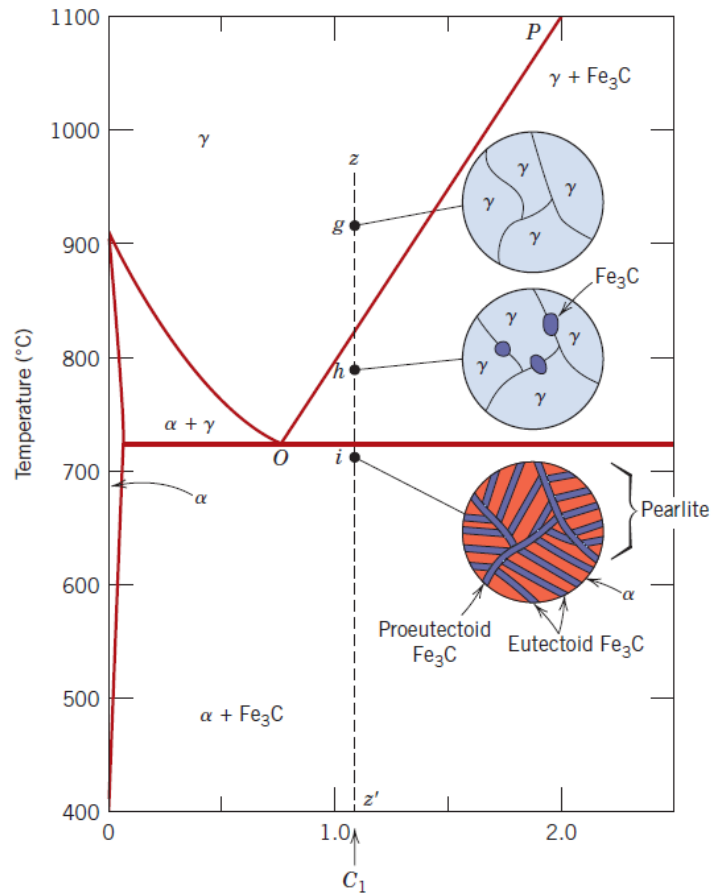 1100
P
γ + Fe₃C
1000
γ
z
γ
γ
γ
g
γ
900
Fe₃C
γ
γ
800
h
γ
γ
Temperature (°C)
α + γ
O
i
700
α
Pearlite
600
α
Proeutectoid
Fe₃C
Eutectoid Fe₃C
500
α + Fe₃C
400
z′
0
1.0
2.0
C₁